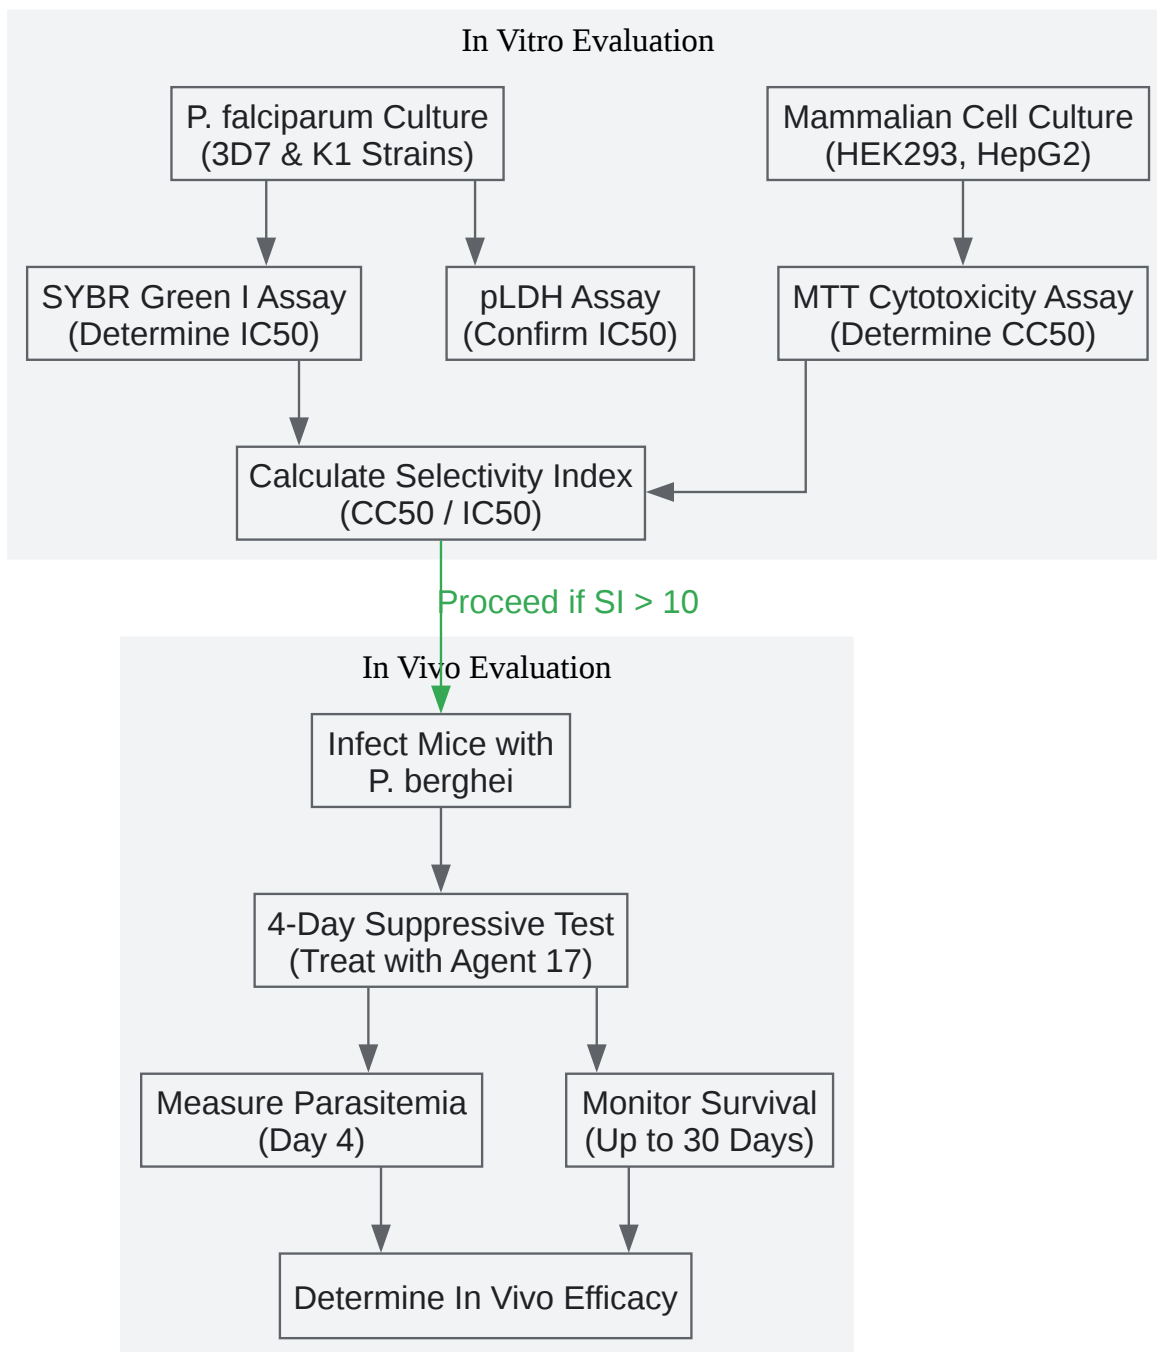 In Vitro Evaluation
P. falciparum Culture
(3D7 & K1 Strains)
Mammalian Cell Culture
(HEK293, HepG2)
SYBR Green I Assay
(Determine IC50)
pLDH Assay
(Confirm IC50)
MTT Cytotoxicity Assay
(Determine CC50)
Calculate Selectivity Index
(CC50 / IC50)
Proceed if SI > 10
In Vivo Evaluation
Infect Mice with
P. berghei
4-Day Suppressive Test
(Treat with Agent 17)
Measure Parasitemia
(Day 4)
Monitor Survival
(Up to 30 Days)
Determine In Vivo Efficacy